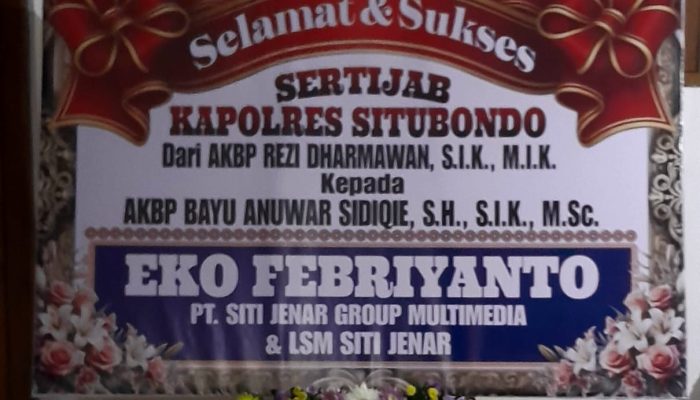 Selamat & Sukses
SERTIJAB
KAPOLRES SITUBONDO
Dari AKBP REZI DHARMAWAN, S.I.K., M.I.K.
Kepada
AKBP BAYU ANUWAR SIDIQIE, S.H., S.I.K., M.Sc.
EKO FEBRIYANTO
PT. SITI JENAR GROUP MULTIMEDIA
& LSM SITI JENAR